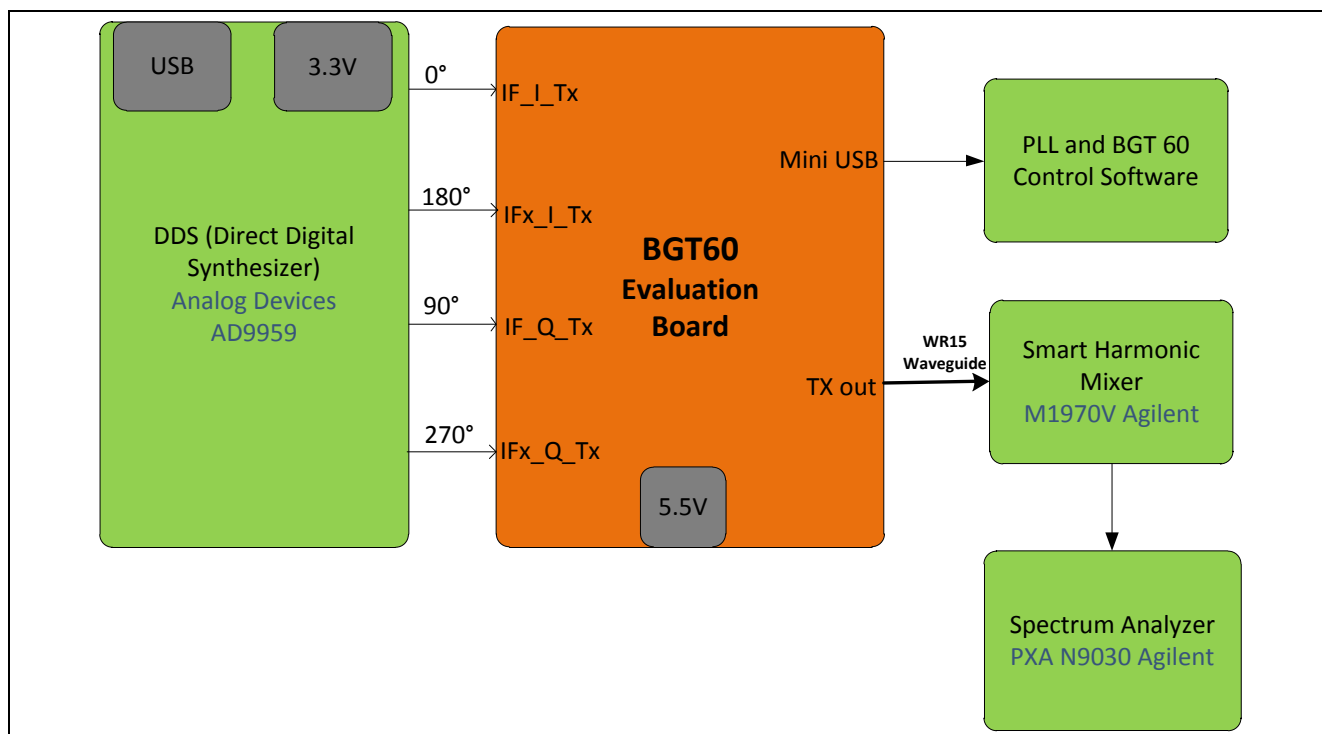 USB
3.3V
DDS (Direct Digital
Synthesizer)
Analog Devices
AD9959
0°
180°
90°
270°
IF_I_Tx
IFx_I_Tx
IF_Q_Tx
IFx_Q_Tx
BGT60
Evaluation
Board
Mini USB
TX out
5.5V
WR15
Waveguide
PLL and BGT 60
Control Software
Smart Harmonic
Mixer
M1970V Agilent
Spectrum Analyzer
PXA N9030 Agilent